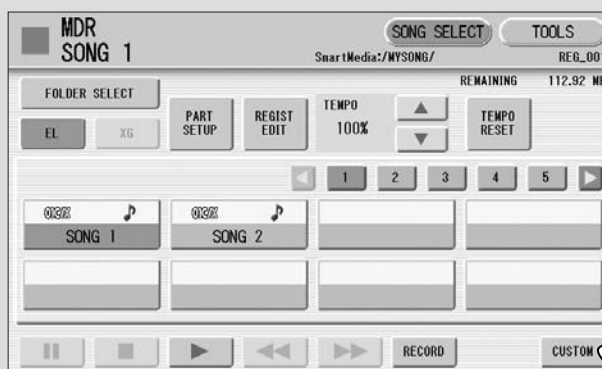 MDR
SONG 1
SONG SELECT
TOOLS
SmartMedia:/MYSONG/
REG_00
REMAINING 112.92
FOLDER SELECT
EL
XG
PART SETUP
REGIST EDIT
TEMPO
100%
TEMPO RESET
1 2 3 4 5
SONG 1
SONG 2
RECORD
CUSTOM